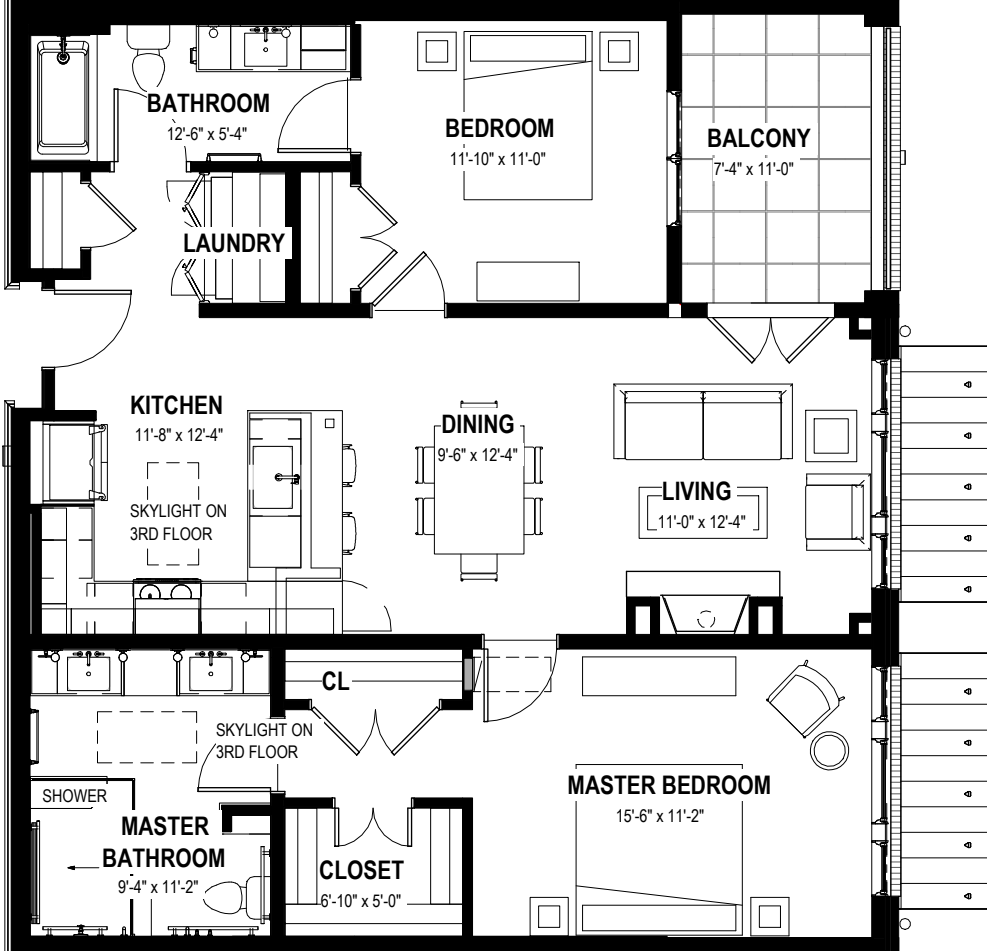 BATHROOM
12'-6" x 5'-4"
BEDROOM
11'-10" x 11'-0"
BALCONY
7'-4" x 11'-0"
LAUNDRY
KITCHEN
11'-8" x 12'-4"
SKYLIGHT ON
3RD FLOOR
DINING
9'-6" x 12'-4"
LIVING
11'-0" x 12'-4"
CL
SKYLIGHT ON
3RD FLOOR
SHOWER
MASTER
BATHROOM
9'-4" x 11'-2"
CLOSET
6'-10" x 5'-0"
MASTER BEDROOM
15'-6" x 11'-2"